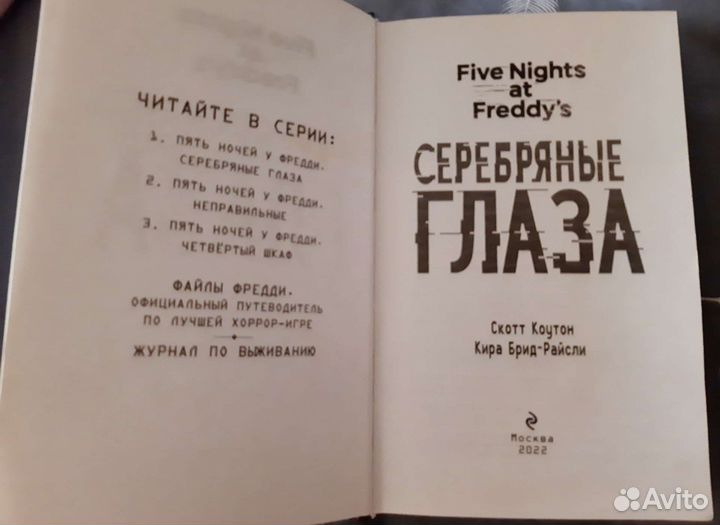 ЧИТАЙТЕ В СЕРИИ:
1. ПЯТЬ НОЧЕЙ У ФРЕДДИ.
СЕРЕБРЯНЫЕ ГЛАЗА
2. ПЯТЬ НОЧЕЙ У ФРЕДДИ.
НЕПРАВИЛЬНЫЕ
3. ПЯТЬ НОЧЕЙ У ФРЕДДИ.
ЧЕТВЁРТЫЙ ШКАФ
ФАЙЛЫ ФРЕДДИ.
ОФИЦИАЛЬНЫЙ ПУТЕВОДИТЕЛЬ
ПО ЛУЧШЕЙ ХОРРОР-ИГРЕ
ЖУРНАЛ ПО ВЫЖИВАНИЮ
Five Nights
at
Freddy's
СЕРЕБРЯНЫЕ
ГЛАЗА
Скотт Коутон
Кира Брид-Райсли
Москва
2022
Avito